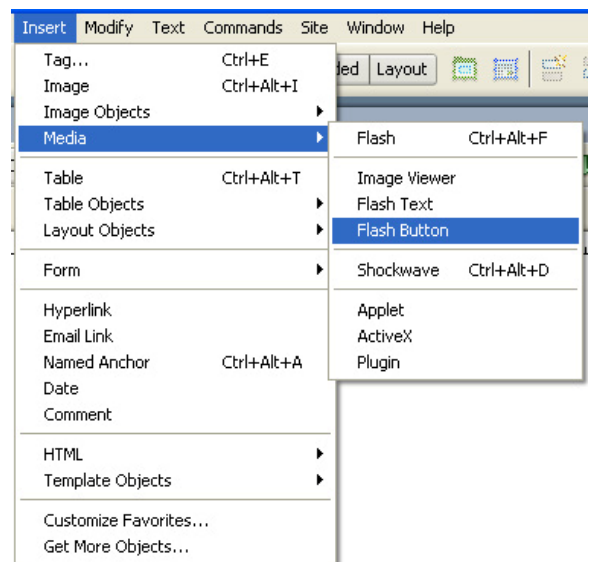 Insert Modify Text Commands Site Window Help
Layout
Tag... Ctrl+E
Image Ctrl+Alt+I
Image Objects
Media
Table Ctrl+Alt+T
Table Objects
Layout Objects
Form
Hyperlink
Email Link
Named Anchor Ctrl+Alt+A
Date
Comment
HTML
Template Objects
Customize Favorites...
Get More Objects...
Flash Ctrl+Alt+F
Image Viewer
Flash Text
Flash Button
Shockwave Ctrl+Alt+D
Applet
ActiveX
Plugin